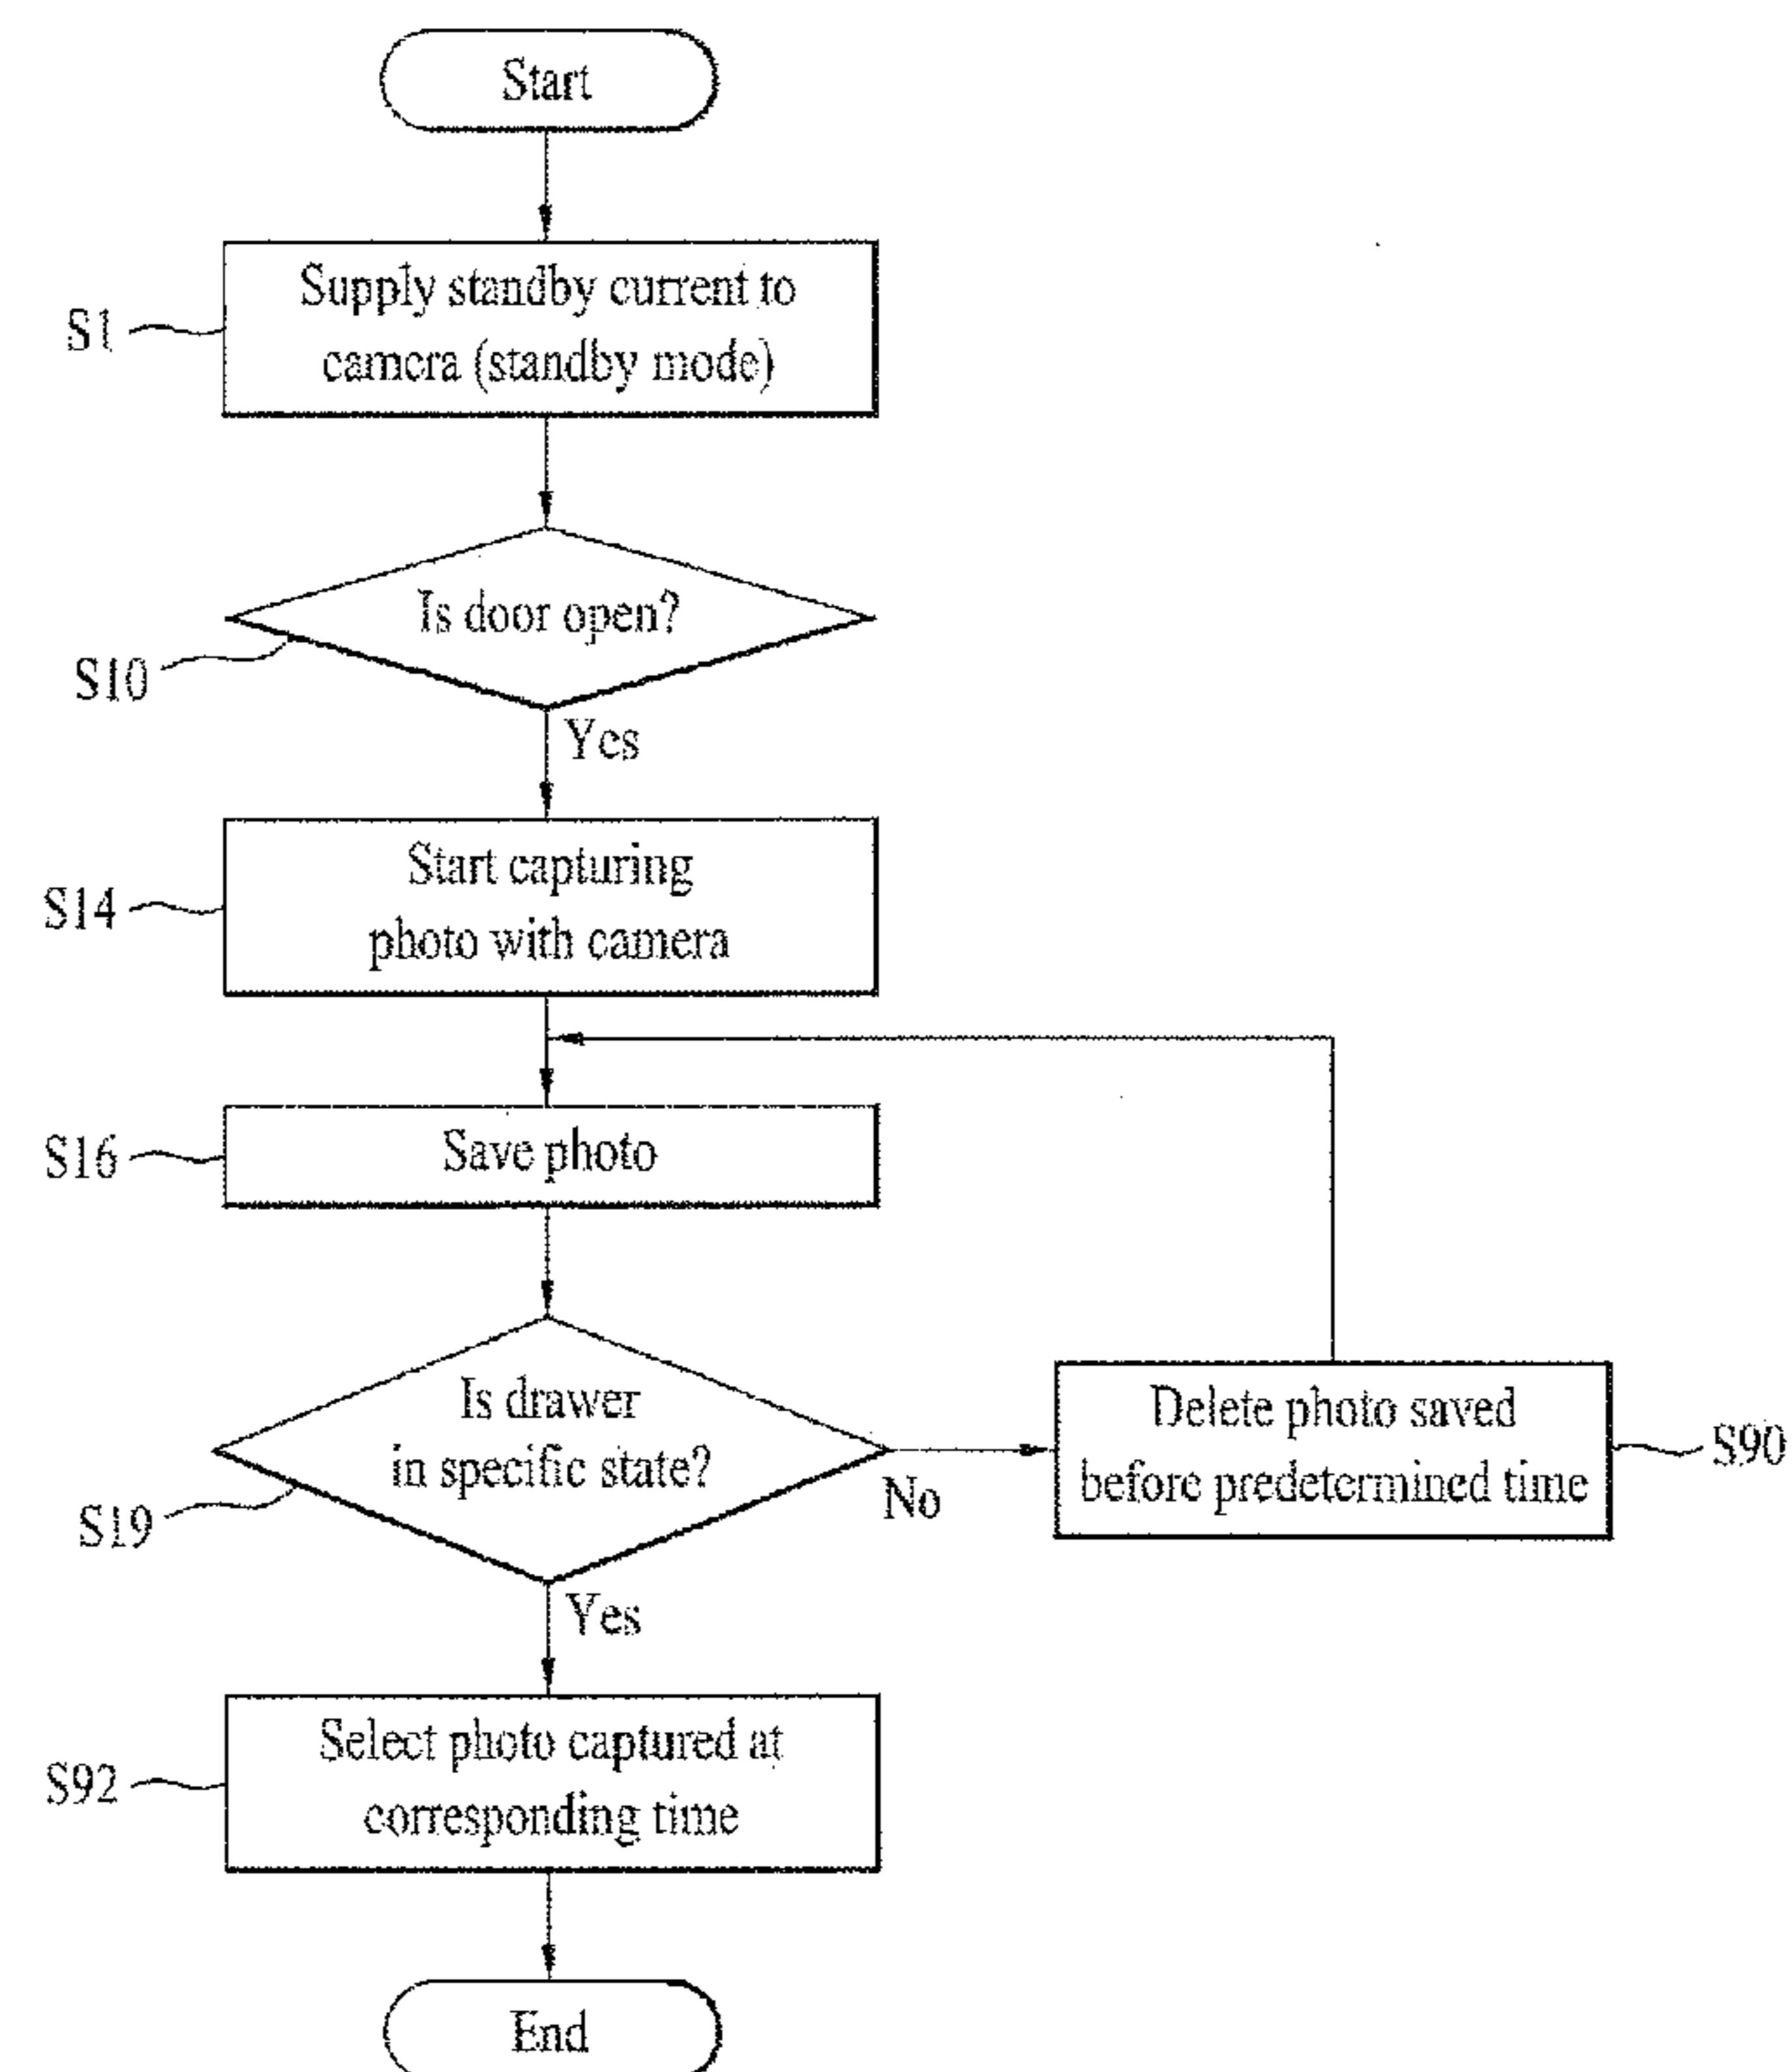 Start
S1
Supply standby current to
camera (standby mode)
Is door open?
S10
Yes
S14
Start capturing
photo with camera
S16
Save photo
Is drawer
in specific state?
S19
No
Delete photo saved
before predetermined time
S90
Yes
S92
Select photo captured at
corresponding time
End